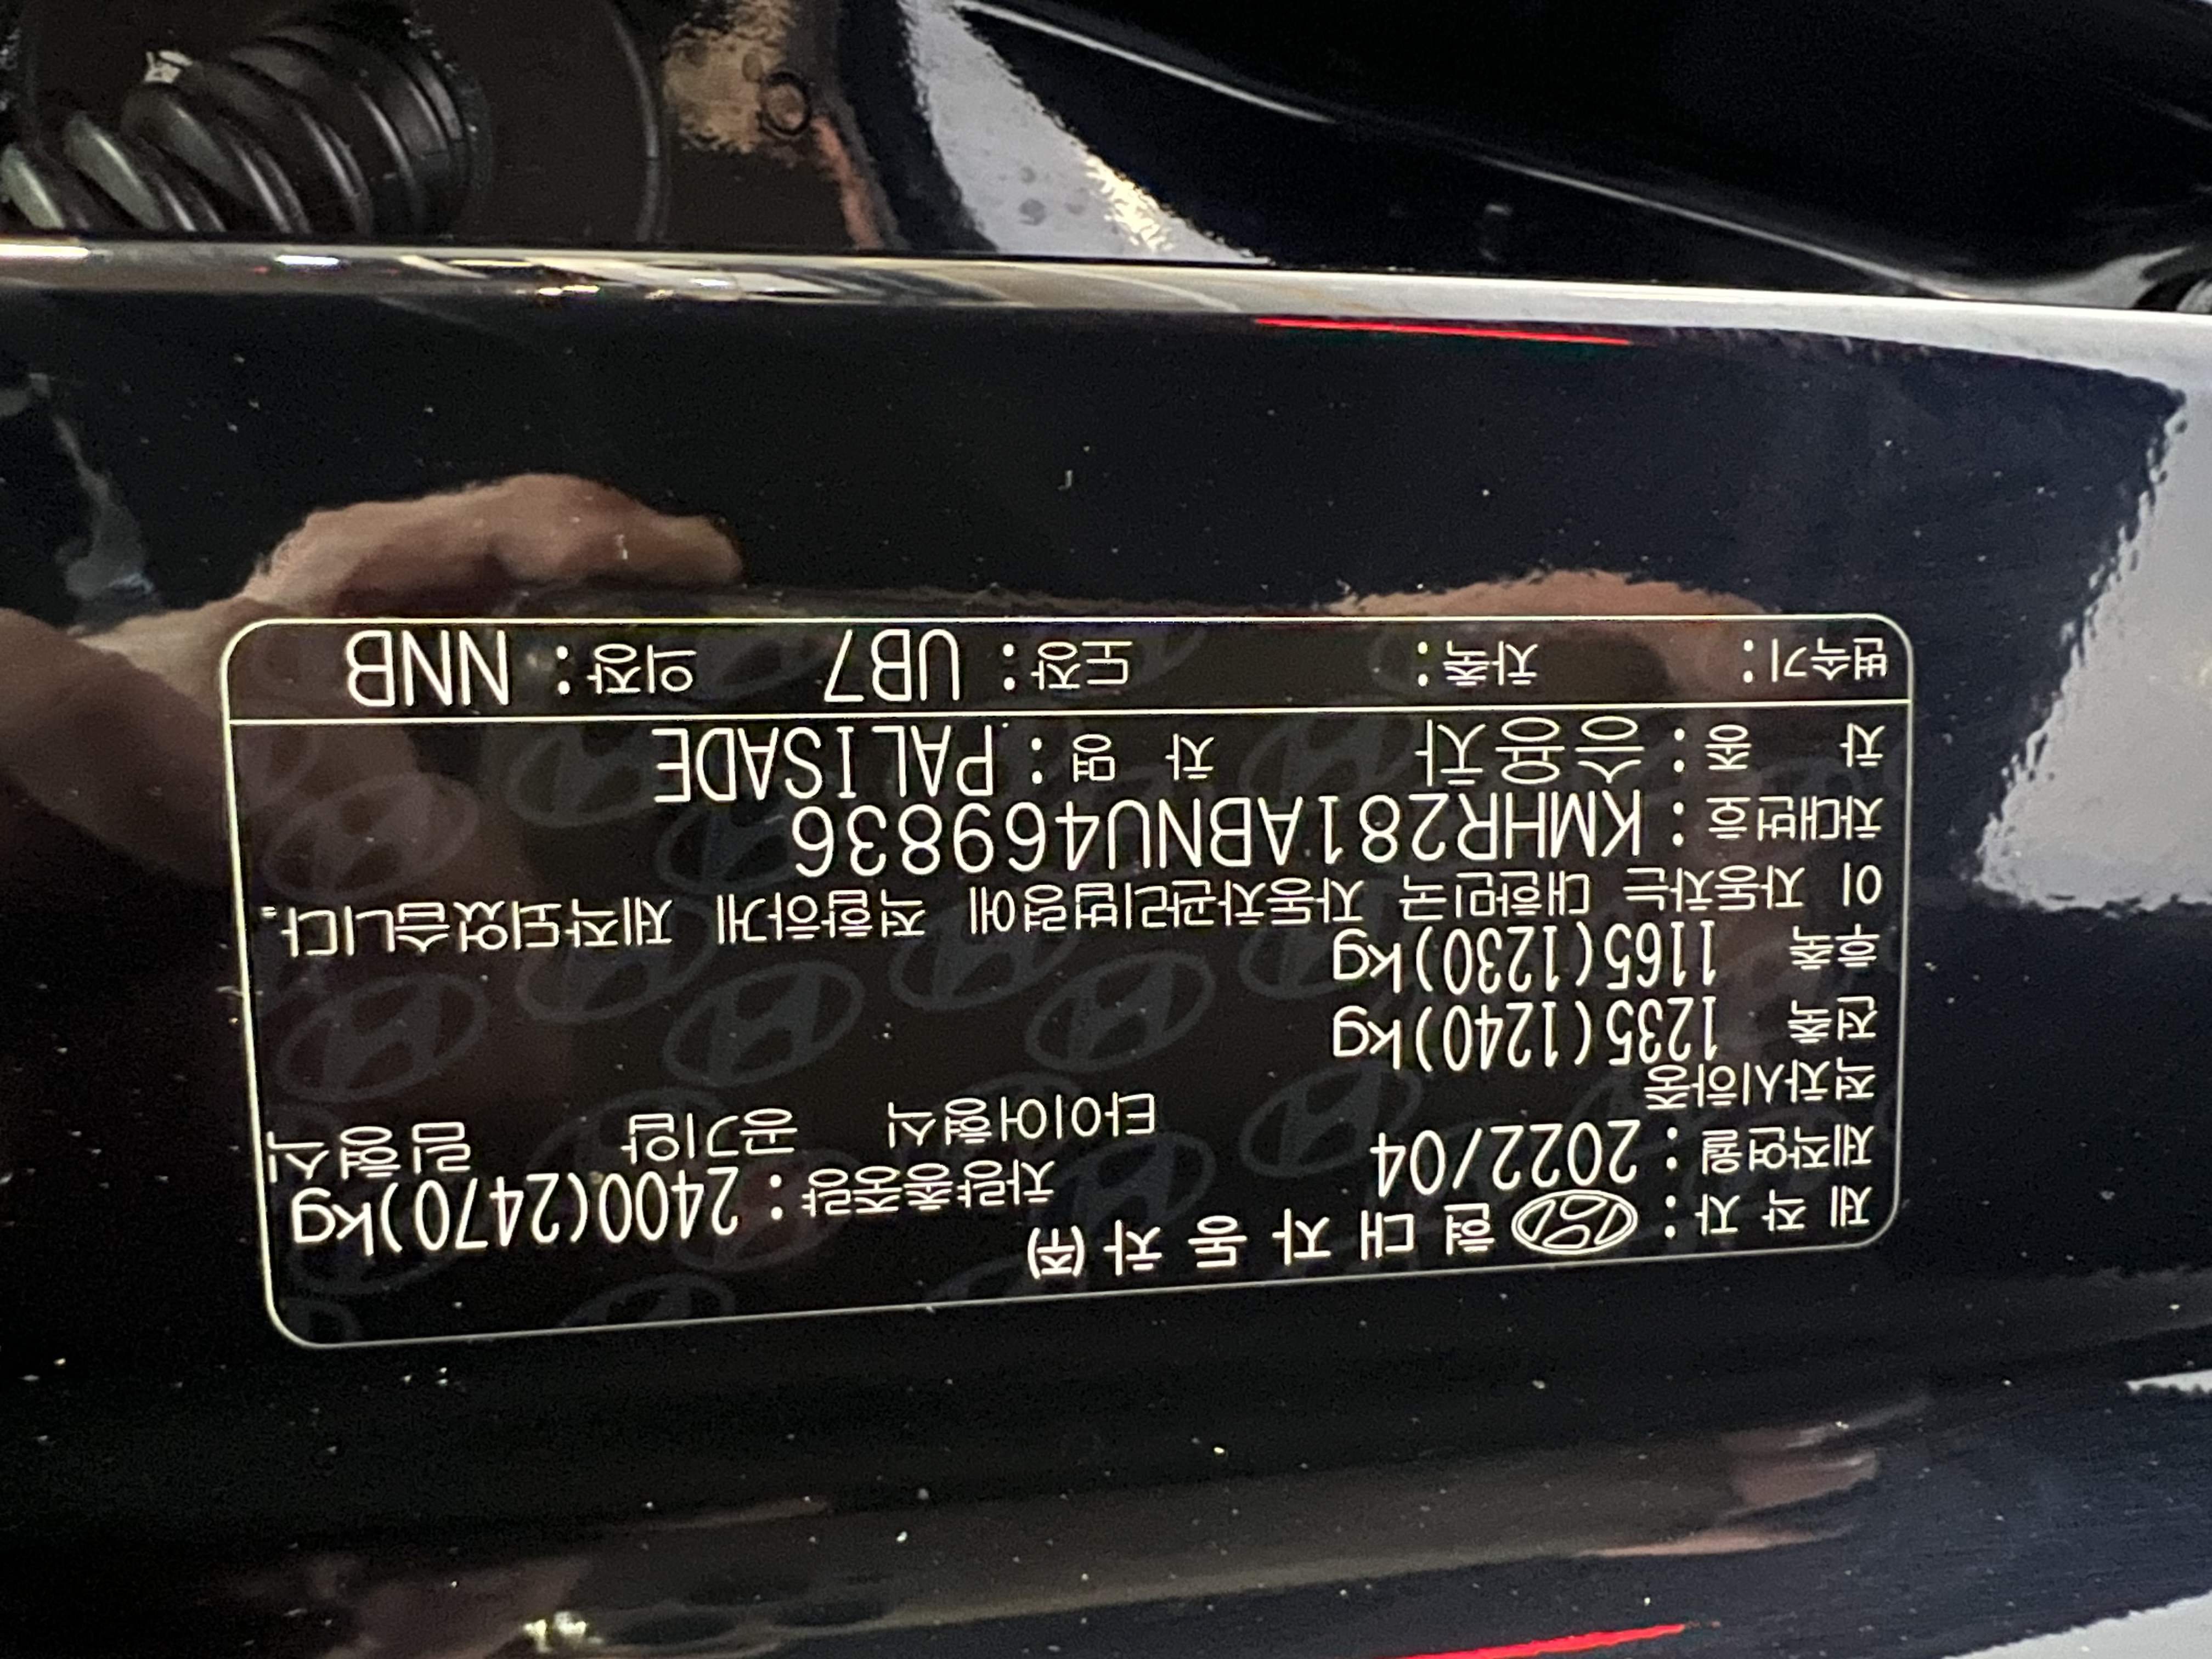 제 작 자 : 현 대 자 동 차 ㈜
제작연월 : 2022/04 차량총중량 : 2400(2470)kg
적차시하중 타이어형식 공기압 림형식
전축 1235(1240)kg
후축 1165(1230)kg
이 자동차는 대한민국 자동차관리법령에 적합하게 제작되었습니다.
차대번호 : KMHR281ABNU469836
차 종 : 승용차 차 명 : PALISADE
변속기 : 차축 : 도장 : UB7 의장 : NNB